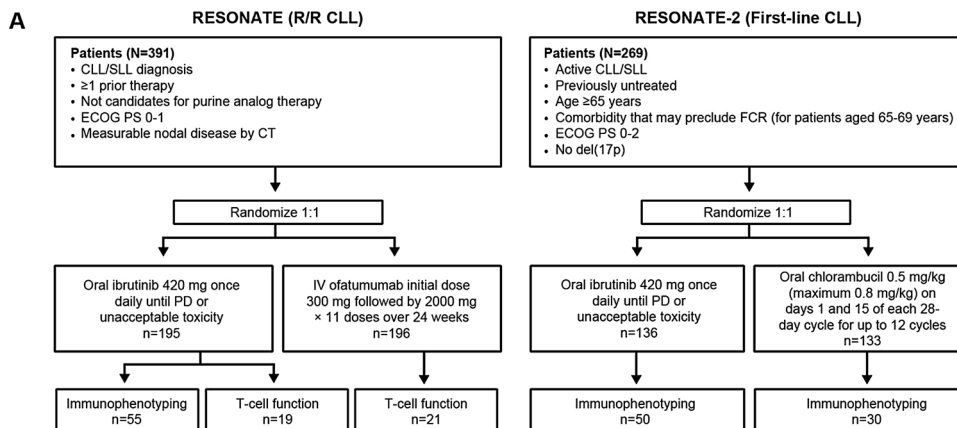 A
RESONATE (R/R CLL)
Patients (N=391)
• CLL/SLL diagnosis
• ≥1 prior therapy
• Not candidates for purine analog therapy
• ECOG PS 0-1
• Measurable nodal disease by CT
Randomize 1:1
Oral ibrutinib 420 mg once
daily until PD or
unacceptable toxicity
n=195
IV ofatumumab initial dose
300 mg followed by 2000 mg
× 11 doses over 24 weeks
n=196
Immunophenotyping
n=55
T-cell function
n=19
T-cell function
n=21
RESONATE-2 (First-line CLL)
Patients (N=269)
• Active CLL/SLL
• Previously untreated
• Age ≥65 years
• Comorbidity that may preclude FCR (for patients aged 65-69 years)
• ECOG PS 0-2
• No del(17p)
Randomize 1:1
Oral ibrutinib 420 mg once
daily until PD or
unacceptable toxicity
n=136
Oral chlorambucil 0.5 mg/kg
(maximum 0.8 mg/kg) on
days 1 and 15 of each 28-
day cycle for up to 12 cycles
n=133
Immunophenotyping
n=50
Immunophenotyping
n=30